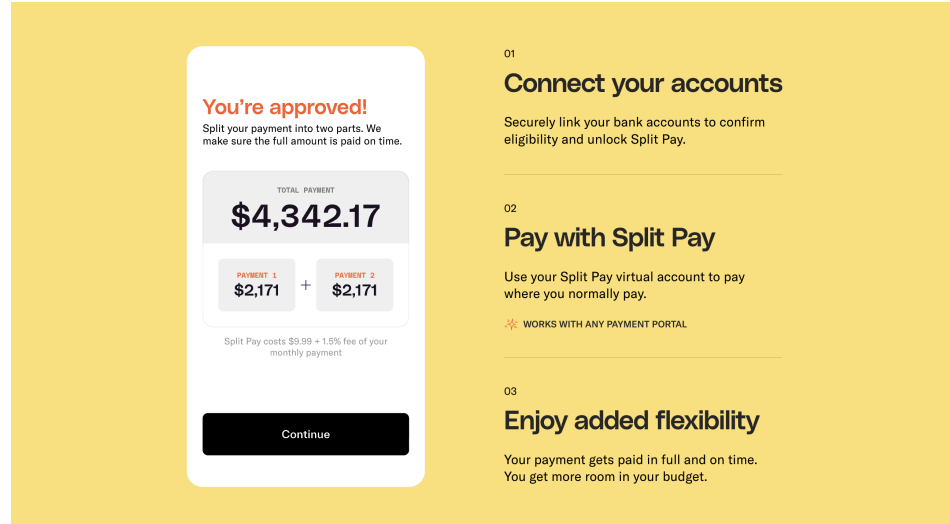 You're approved!
Split your payment into two parts. We
make sure the full amount is paid on time.
TOTAL PAYMENT
$4,342.17
PAYMENT 1
$2,171
+
PAYMENT 2
$2,171
Split Pay costs $9.99 + 1.5% fee of your
monthly payment
Continue
01
Connect your accounts
Securely link your bank accounts to confirm
eligibility and unlock Split Pay.
02
Pay with Split Pay
Use your Split Pay virtual account to pay
where you normally pay.
WORKS WITH ANY PAYMENT PORTAL
03
Enjoy added flexibility
Your payment gets paid in full and on time.
You get more room in your budget.